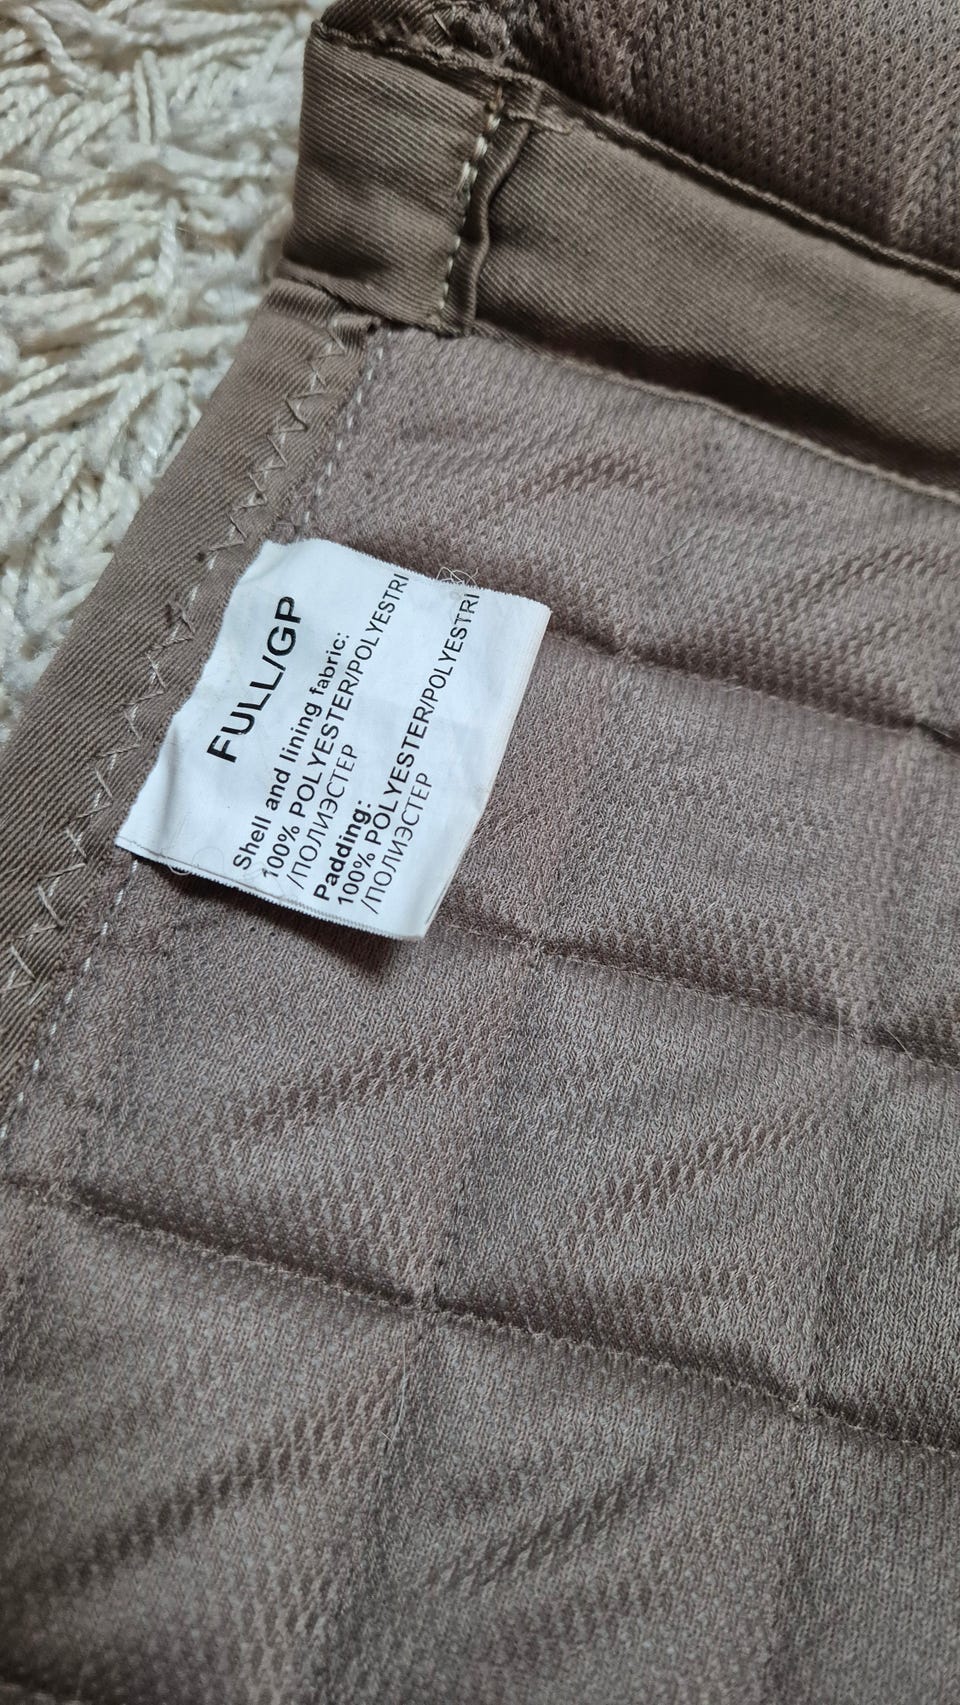 FULL/GP
Shell and lining fabric:
100% POLYESTER/POLYESTRI
/ПОЛИЭСТЕР
Padding:
100% POLYESTER/POLYESTRI
/ПОЛИЭСТЕР